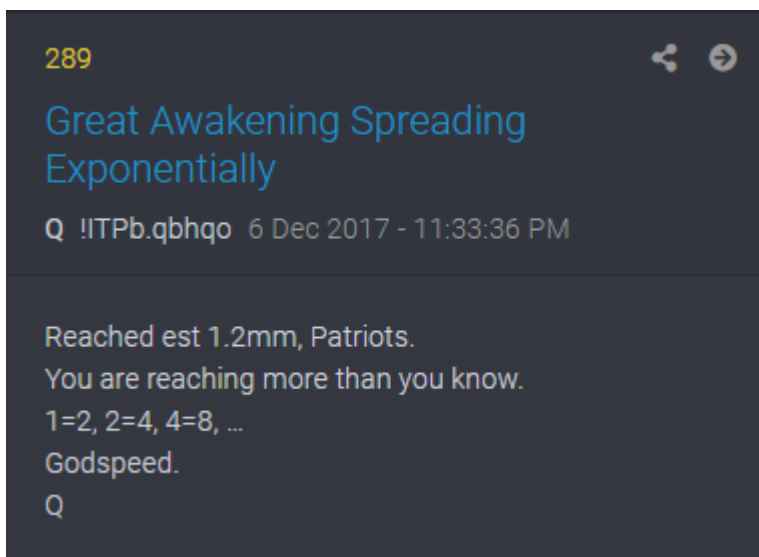 289
Great Awakening Spreading
Exponentially
Q !ITPb.qbhqo 6 Dec 2017 - 11:33:36 PM
Reached est 1.2mm, Patriots.
You are reaching more than you know.
1=2, 2=4, 4=8, ...
Godspeed.
Q